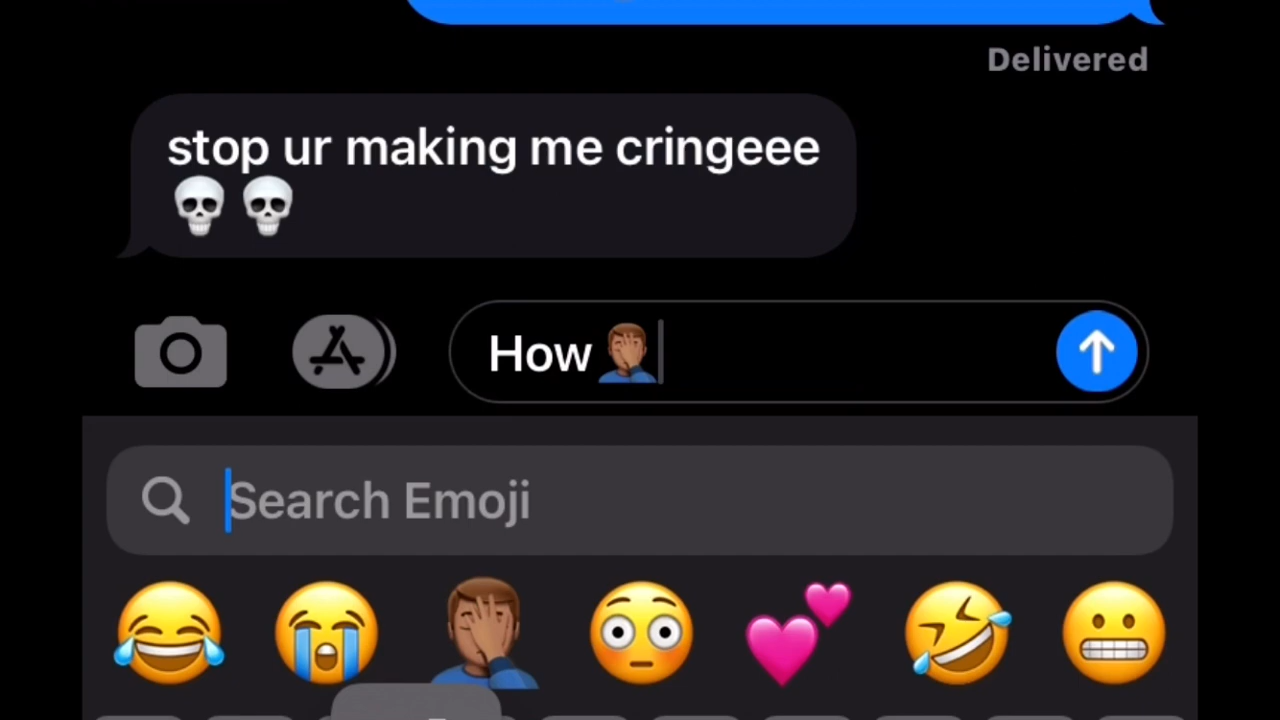 Delivered
stop ur making me cringeee
💀💀
How 🤦🏽‍♂️
Search Emoji